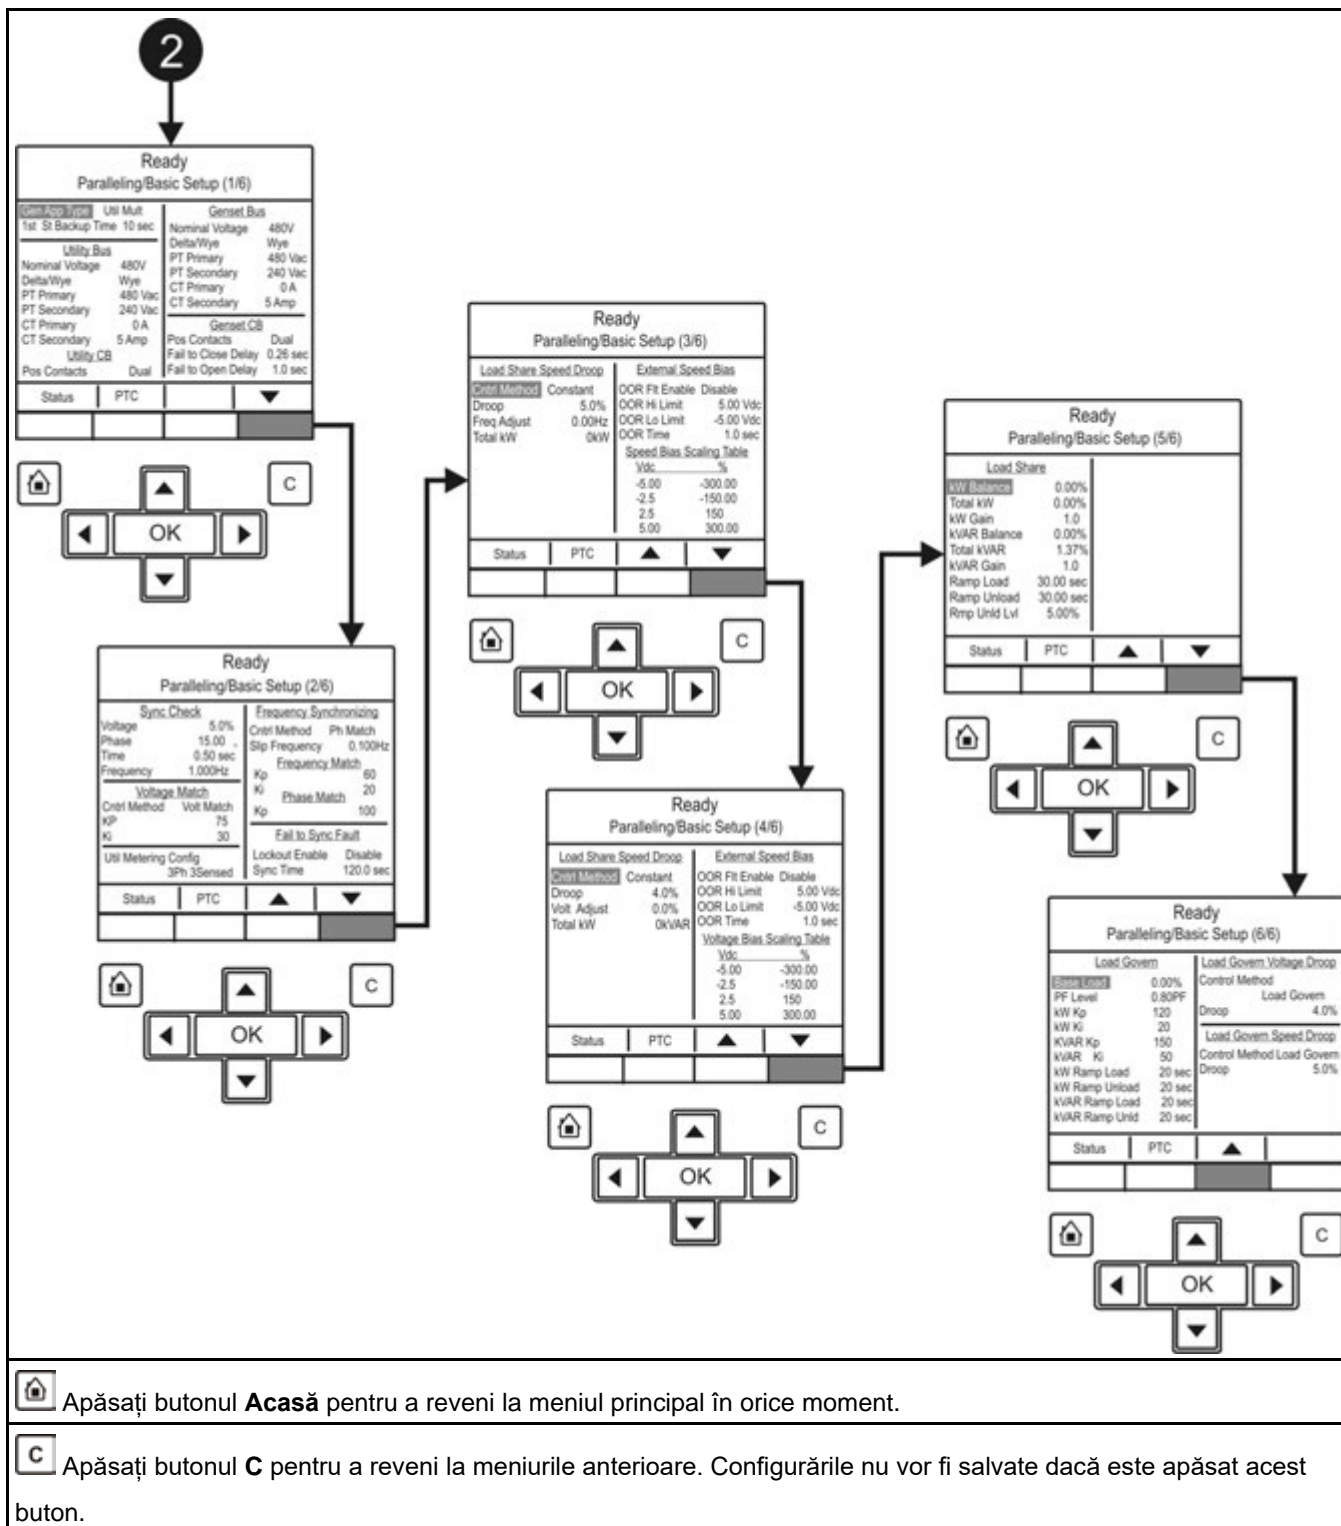 2
Ready
Paralleling/Basic Setup (1/6)
Gen App Type Util Mult
1st St Backup Time 10 sec
Utility Bus
Nominal Voltage 480V
Delta/Wye Wye
PT Primary 480 Vac
PT Secondary 240 Vac
CT Primary 0 A
CT Secondary 5 Amp
Utility CB
Pos Contacts Dual
Genset Bus
Nominal Voltage 480V
Delta/Wye Wye
PT Primary 480 Vac
PT Secondary 240 Vac
CT Primary 0 A
CT Secondary 5 Amp
Genset CB
Pos Contacts Dual
Fail to Close Delay 0.26 sec
Fail to Open Delay 1.0 sec
Status PTC
C
OK
Ready
Paralleling/Basic Setup (2/6)
Sync Check
Voltage 5.0%
Phase 15.00
Time 0.50 sec
Frequency 1.000Hz
Voltage Match
Cntrl Method Volt Match
KP 75
Ki 30
Util Metering Config
3Ph 3Sensed
Frequency Synchronizing
Cntrl Method Ph Match
Slip Frequency 0.100Hz
Frequency Match
Kp 60
Ki 20
Phase Match
Kp 100
Fail to Sync Fault
Lockout Enable Disable
Sync Time 120.0 sec
Status PTC
C
OK
Ready
Paralleling/Basic Setup (3/6)
Load Share Speed Droop
Cntrl Method Constant
Droop 5.0%
Freq Adjust 0.00Hz
Total kW 0kW
External Speed Bias
OOR Flt Enable Disable
OOR Hi Limit 5.00 Vdc
OOR Lo Limit -5.00 Vdc
OOR Time 1.0 sec
Speed Bias Scaling Table
Vdc %
-5.00 -300.00
-2.5 -150.00
2.5 150
5.00 300.00
Status PTC
C
OK
Ready
Paralleling/Basic Setup (4/6)
Load Share Speed Droop
Cntrl Method Constant
Droop 4.0%
Volt Adjust 0.0%
Total kW 0kVAR
External Speed Bias
OOR Flt Enable Disable
OOR Hi Limit 5.00 Vdc
OOR Lo Limit -5.00 Vdc
OOR Time 1.0 sec
Voltage Bias Scaling Table
Vdc %
-5.00 -300.00
-2.5 -150.00
2.5 150
5.00 300.00
Status PTC
C
OK
Ready
Paralleling/Basic Setup (5/6)
Load Share
kW Balance 0.00%
Total kW 0.00%
kW Gain 1.0
kVAR Balance 0.00%
Total kVAR 1.37%
kVAR Gain 1.0
Ramp Load 30.00 sec
Ramp Unload 30.00 sec
Rmp Unld Lvl 5.00%
Status PTC
C
OK
Ready
Paralleling/Basic Setup (6/6)
Load Govern
Base Load 0.00%
PF Level 0.80PF
kW Kp 120
kW Ki 20
KVAR Kp 150
kVAR Ki 50
kW Ramp Load 20 sec
kW Ramp Unload 20 sec
kVAR Ramp Load 20 sec
kVAR Ramp Unld 20 sec
Load Govern Voltage Droop
Control Method
Load Govern
Droop 4.0%
Load Govern Speed Droop
Control Method Load Govern
Droop 5.0%
Status PTC
C
OK
Apăsați butonul Acasă pentru a reveni la meniul principal în orice moment.
C Apăsați butonul C pentru a reveni la meniurile anterioare. Configurările nu vor fi salvate dacă este apăsat acest
buton.